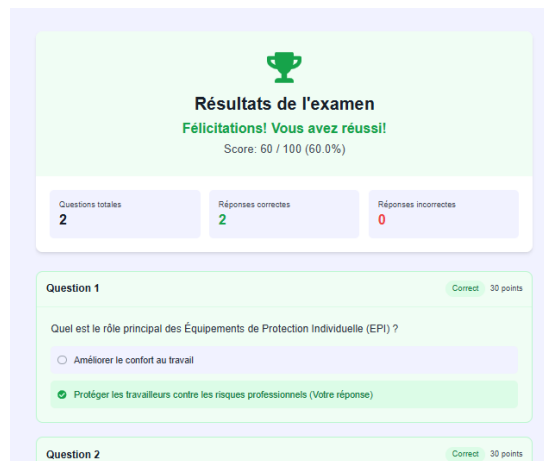 Résultats de l'examen
Félicitations! Vous avez réussi!
Score: 60 / 100 (60.0%)
Questions totales
2
Réponses correctes
2
Réponses incorrectes
0
Question 1
Correct 30 points
Quel est le rôle principal des Équipements de Protection Individuelle (EPI) ?
Améliorer le confort au travail
Protéger les travailleurs contre les risques professionnels (Votre réponse)
Question 2
Correct 30 points